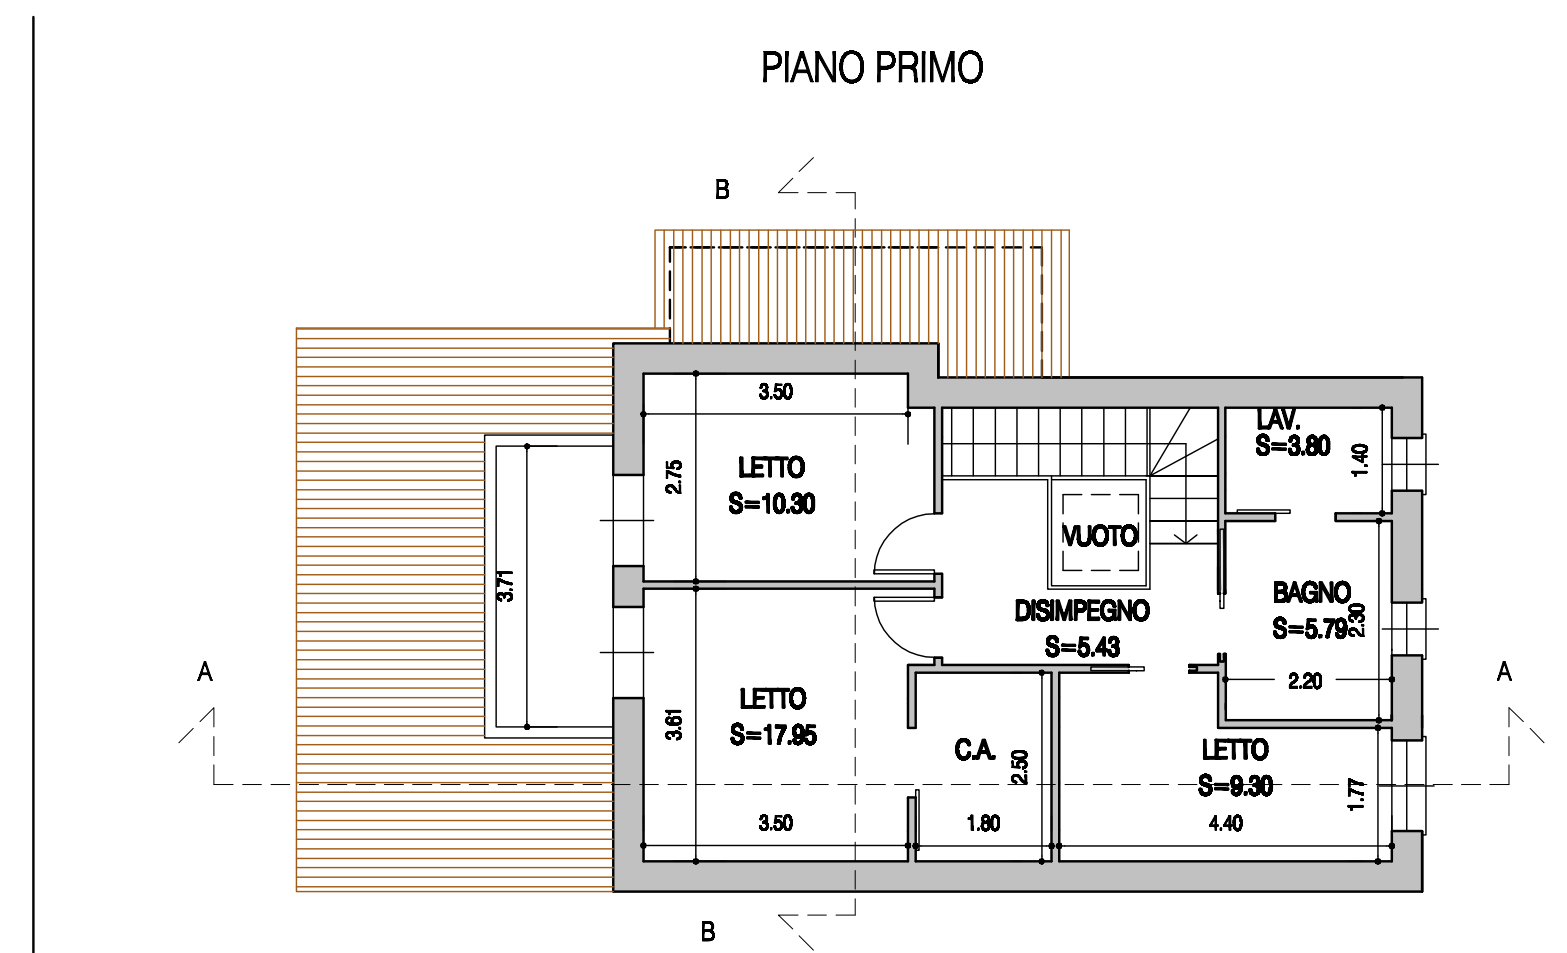 PIANO PRIMO
B
3.50
LAV.
S=3.80
1.40
LETTO
S=10.30
2.75
VUOTO
3.71
DISIMPEGNO
S=5.43
BAGNO
S=5.79
2.30
2.20
A
A
LETTO
S=17.95
3.61
C.A.
2.50
LETTO
S=9.30
1.77
3.50
1.80
4.40
B